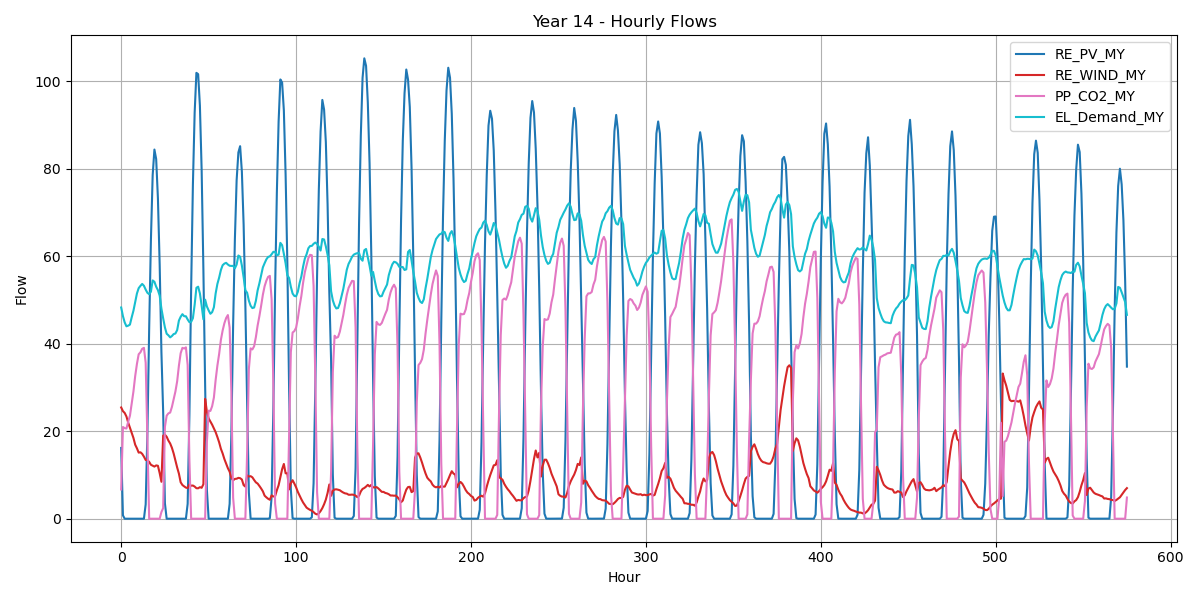 Year 14 - Hourly Flows
RE_PV_MY
RE_WIND_MY
PP_CO2_MY
EL_Demand_MY
Flow
100
80
60
40
20
0
0 100 200 300 400 500 600
Hour